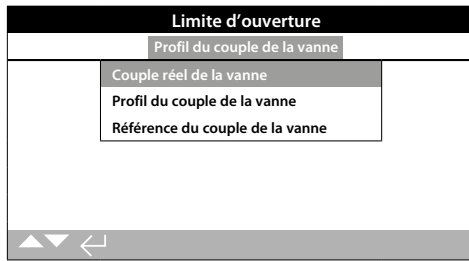 Limite d’ouverture
Profil du couple de la vanne
Couple réel de la vanne
Profil du couple de la vanne
Référence du couple de la vanne